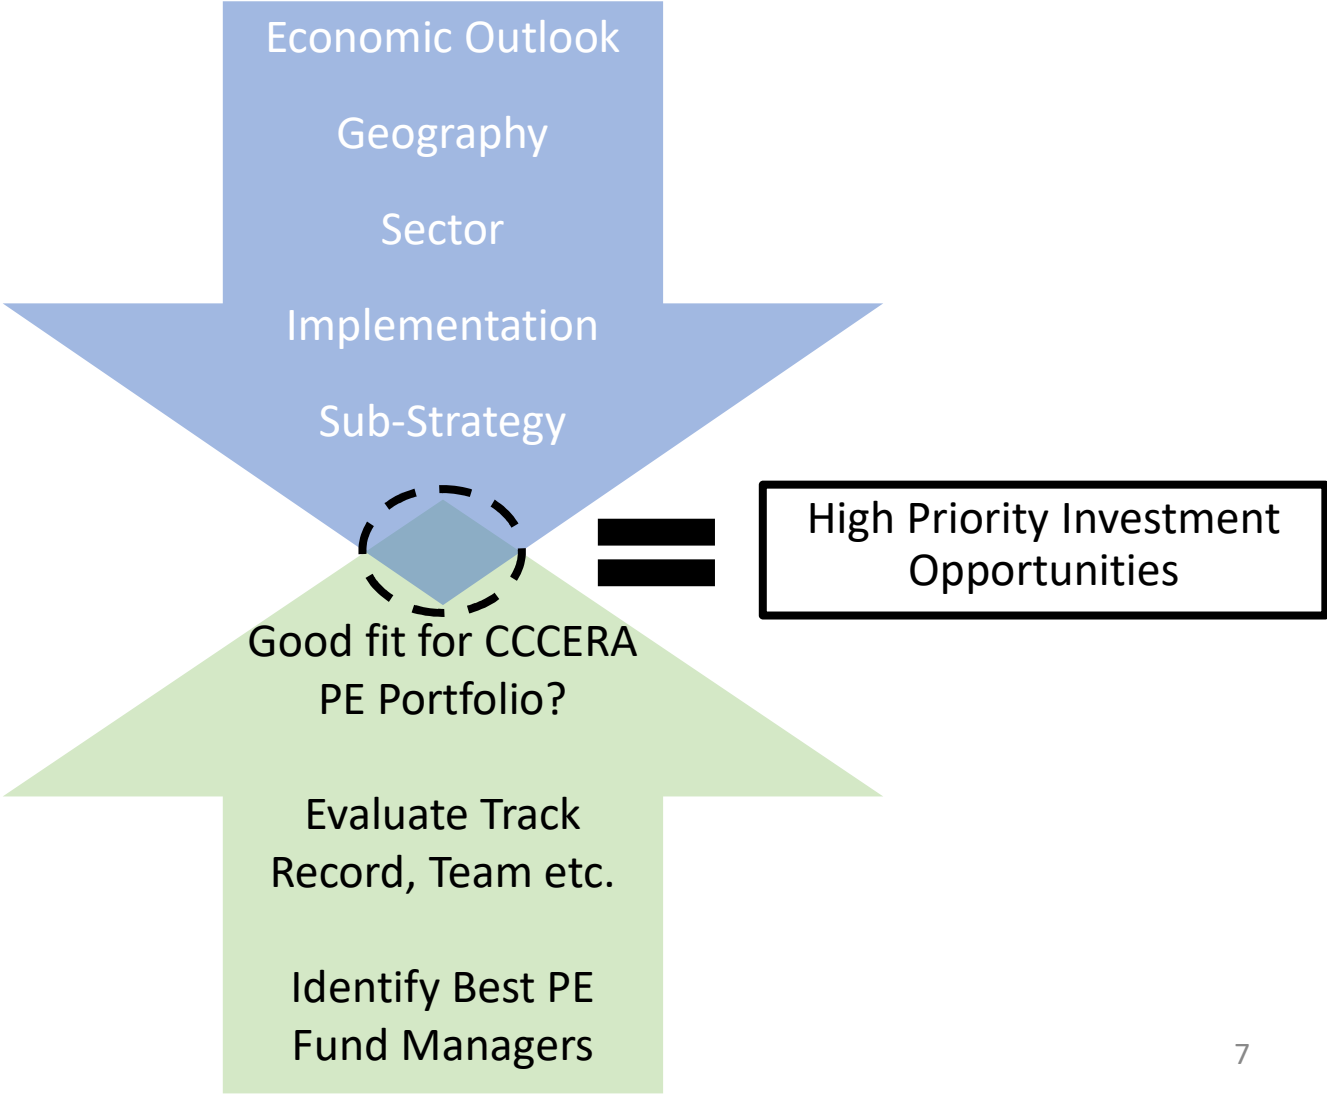 Economic Outlook
Geography
Sector
Implementation
Sub-Strategy
High Priority Investment
Opportunities
Good fit for CCCERA
PE Portfolio?
Evaluate Track
Record, Team etc.
Identify Best PE
Fund Managers
7